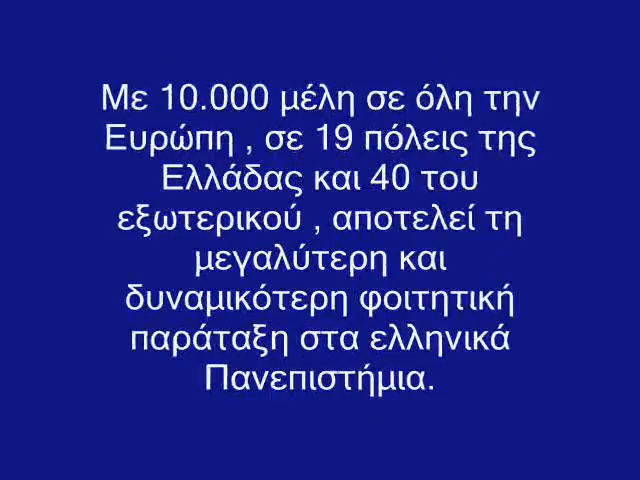 Με 10.000 μέλη σε όλη την
Ευρώπη , σε 19 πόλεις της
Ελλάδας και 40 του
εξωτερικού , αποτελεί τη
μεγαλύτερη και
δυναμικότερη φοιτητική
παράταξη στα ελληνικά
Πανεπιστήμια.